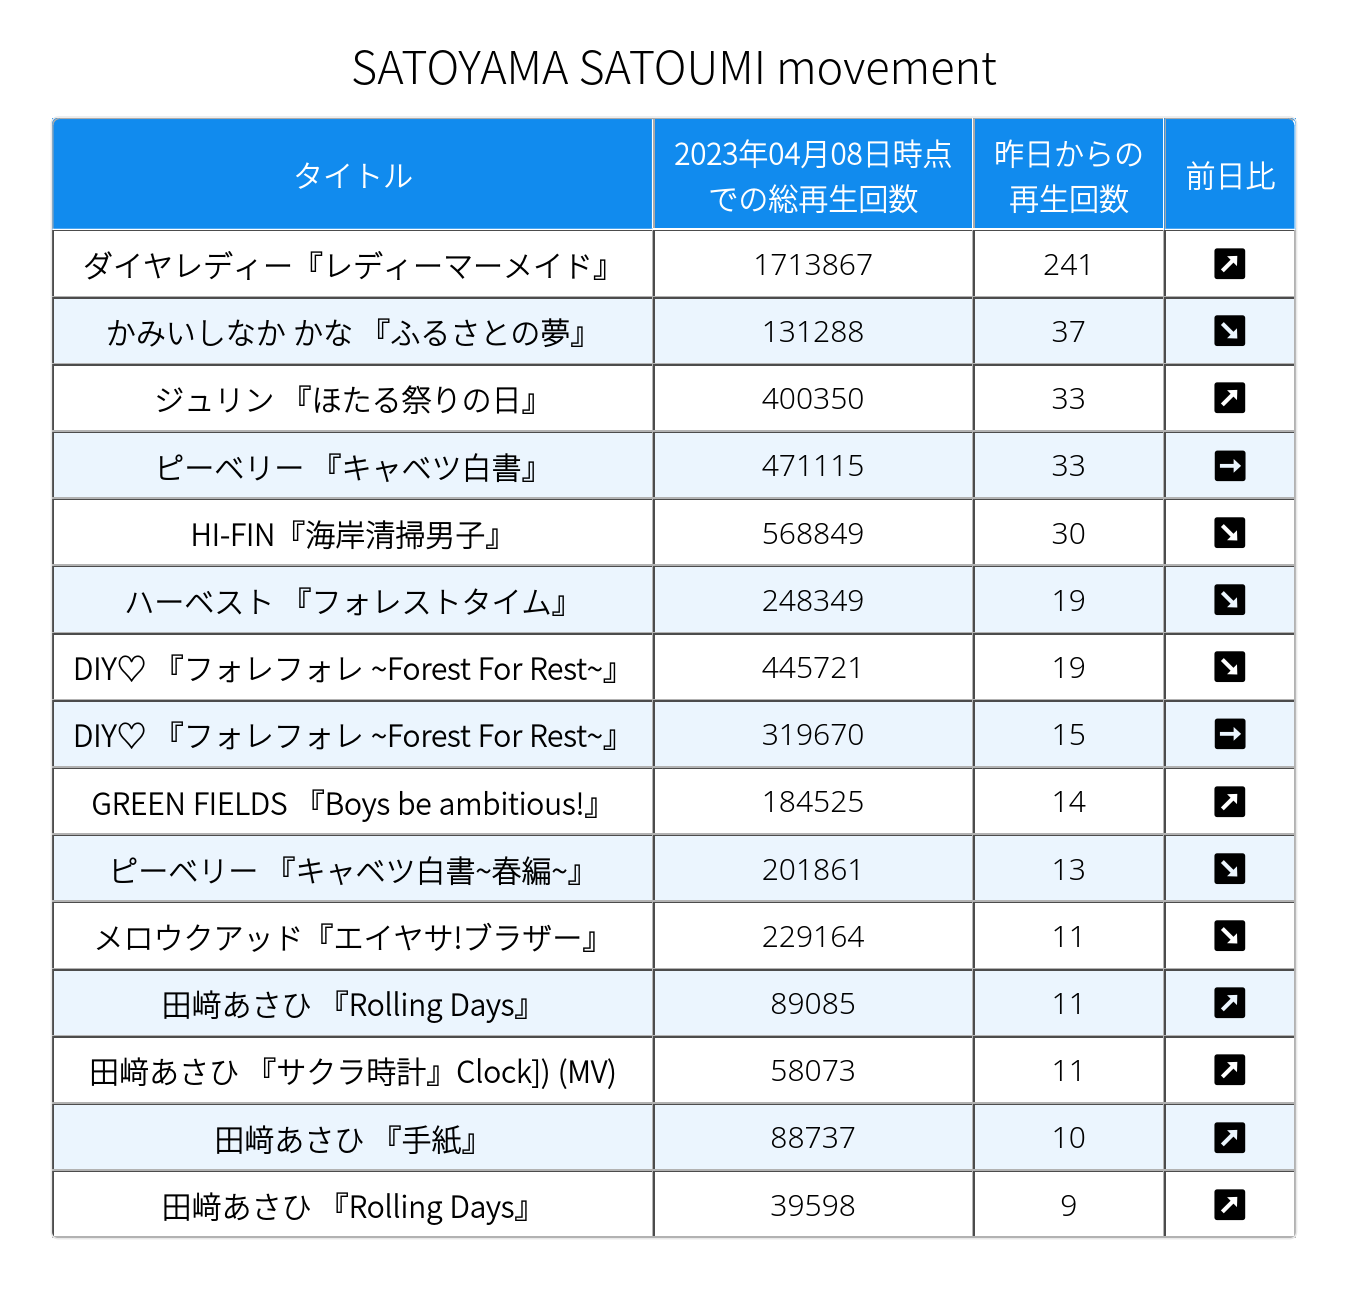 SATOYAMA SATOUMI movement
タイトル 2023年04月08日時点での総再生回数 昨日からの再生回数 前日比
ダイヤレディー『レディーマーメイド』 1713867 241 ↗
かみいしなか かな 『ふるさとの夢』 131288 37 ↘
ジュリン 『ほたる祭りの日』 400350 33 ↗
ピーベリー 『キャベツ白書』 471115 33 →
HI-FIN『海岸清掃男子』 568849 30 ↘
ハーベスト 『フォレストタイム』 248349 19 ↘
DIY♡ 『フォレフォレ ~Forest For Rest~』 445721 19 ↘
DIY♡ 『フォレフォレ ~Forest For Rest~』 319670 15 →
GREEN FIELDS 『Boys be ambitious!』 184525 14 ↗
ピーベリー 『キャベツ白書~春編~』 201861 13 ↘
メロウクアッド『エイヤサ!ブラザー』 229164 11 ↘
田﨑あさひ 『Rolling Days』 89085 11 ↗
田﨑あさひ 『サクラ時計』Clock]) (MV) 58073 11 ↗
田﨑あさひ 『手紙』 88737 10 ↗
田﨑あさひ 『Rolling Days』 39598 9 ↗